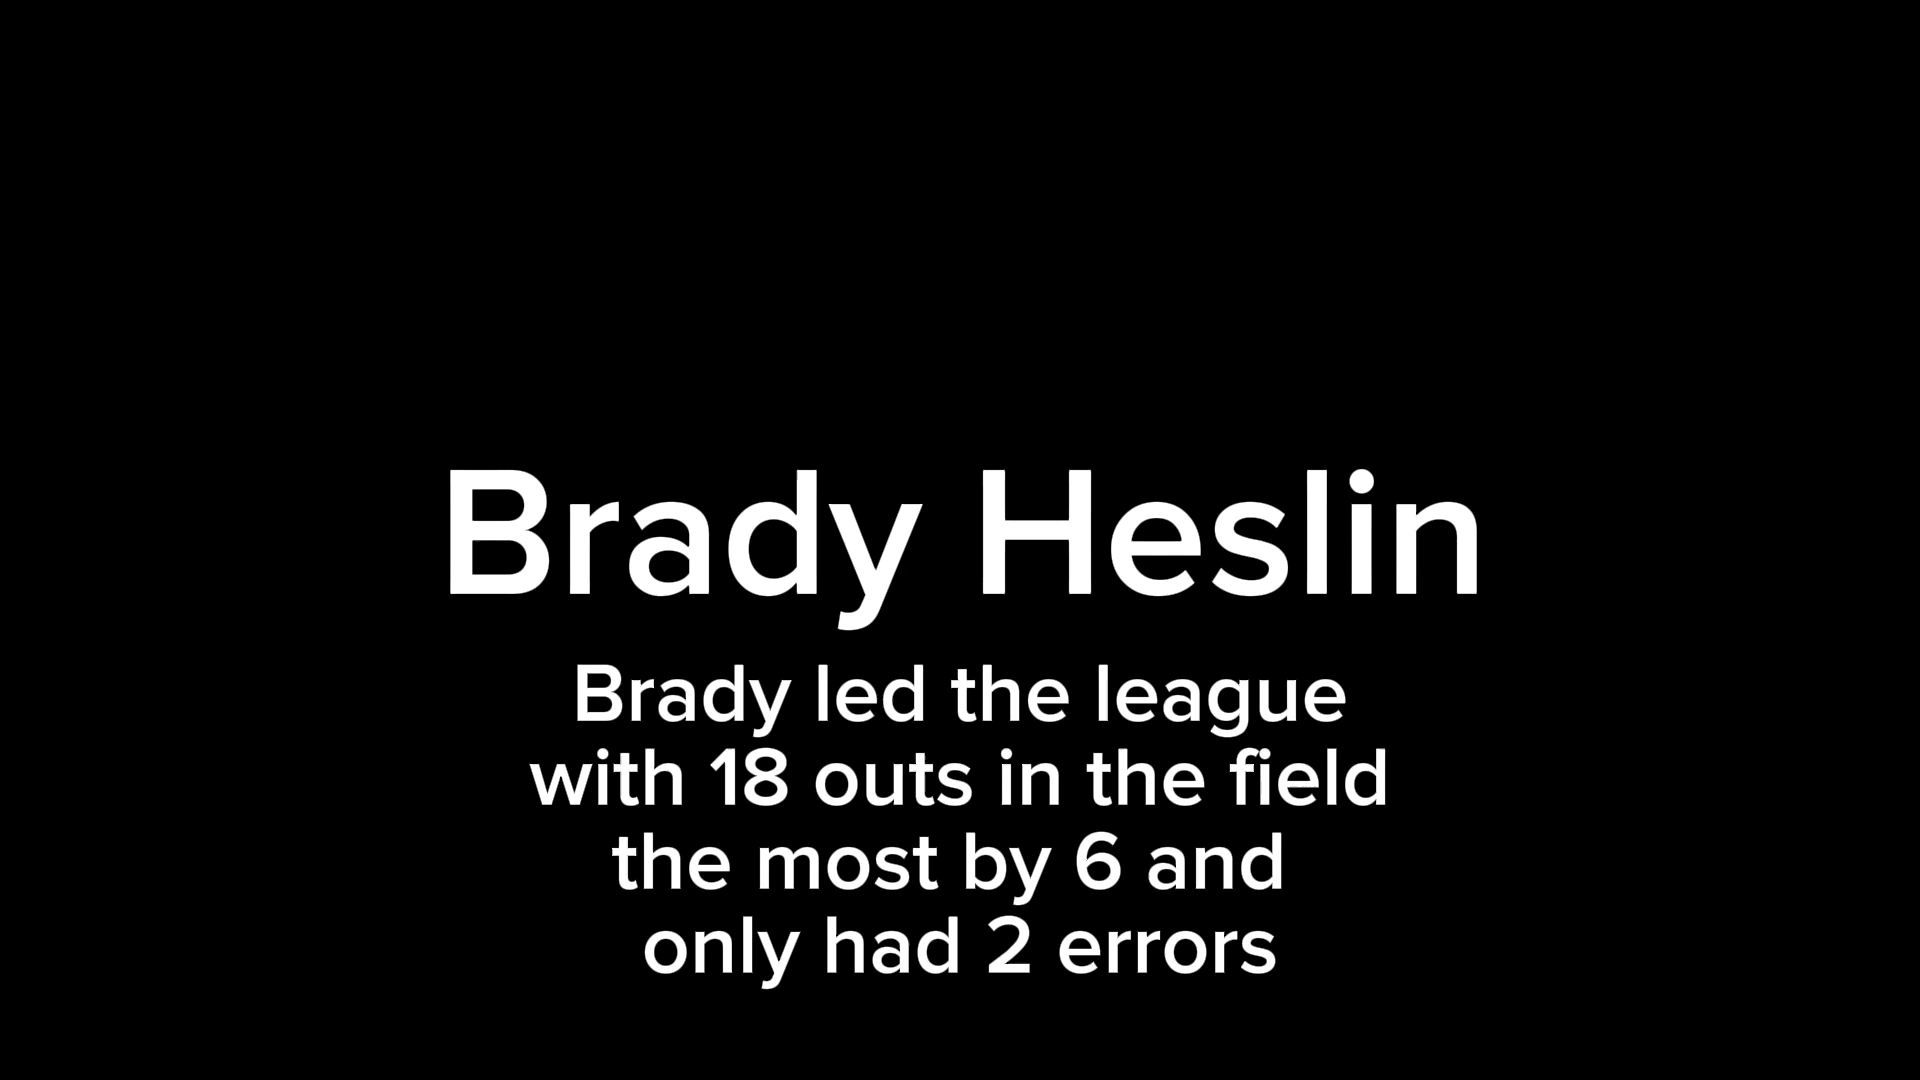 Brady Heslin
Brady led the league
with 18 outs in the field
the most by 6 and
only had 2 errors